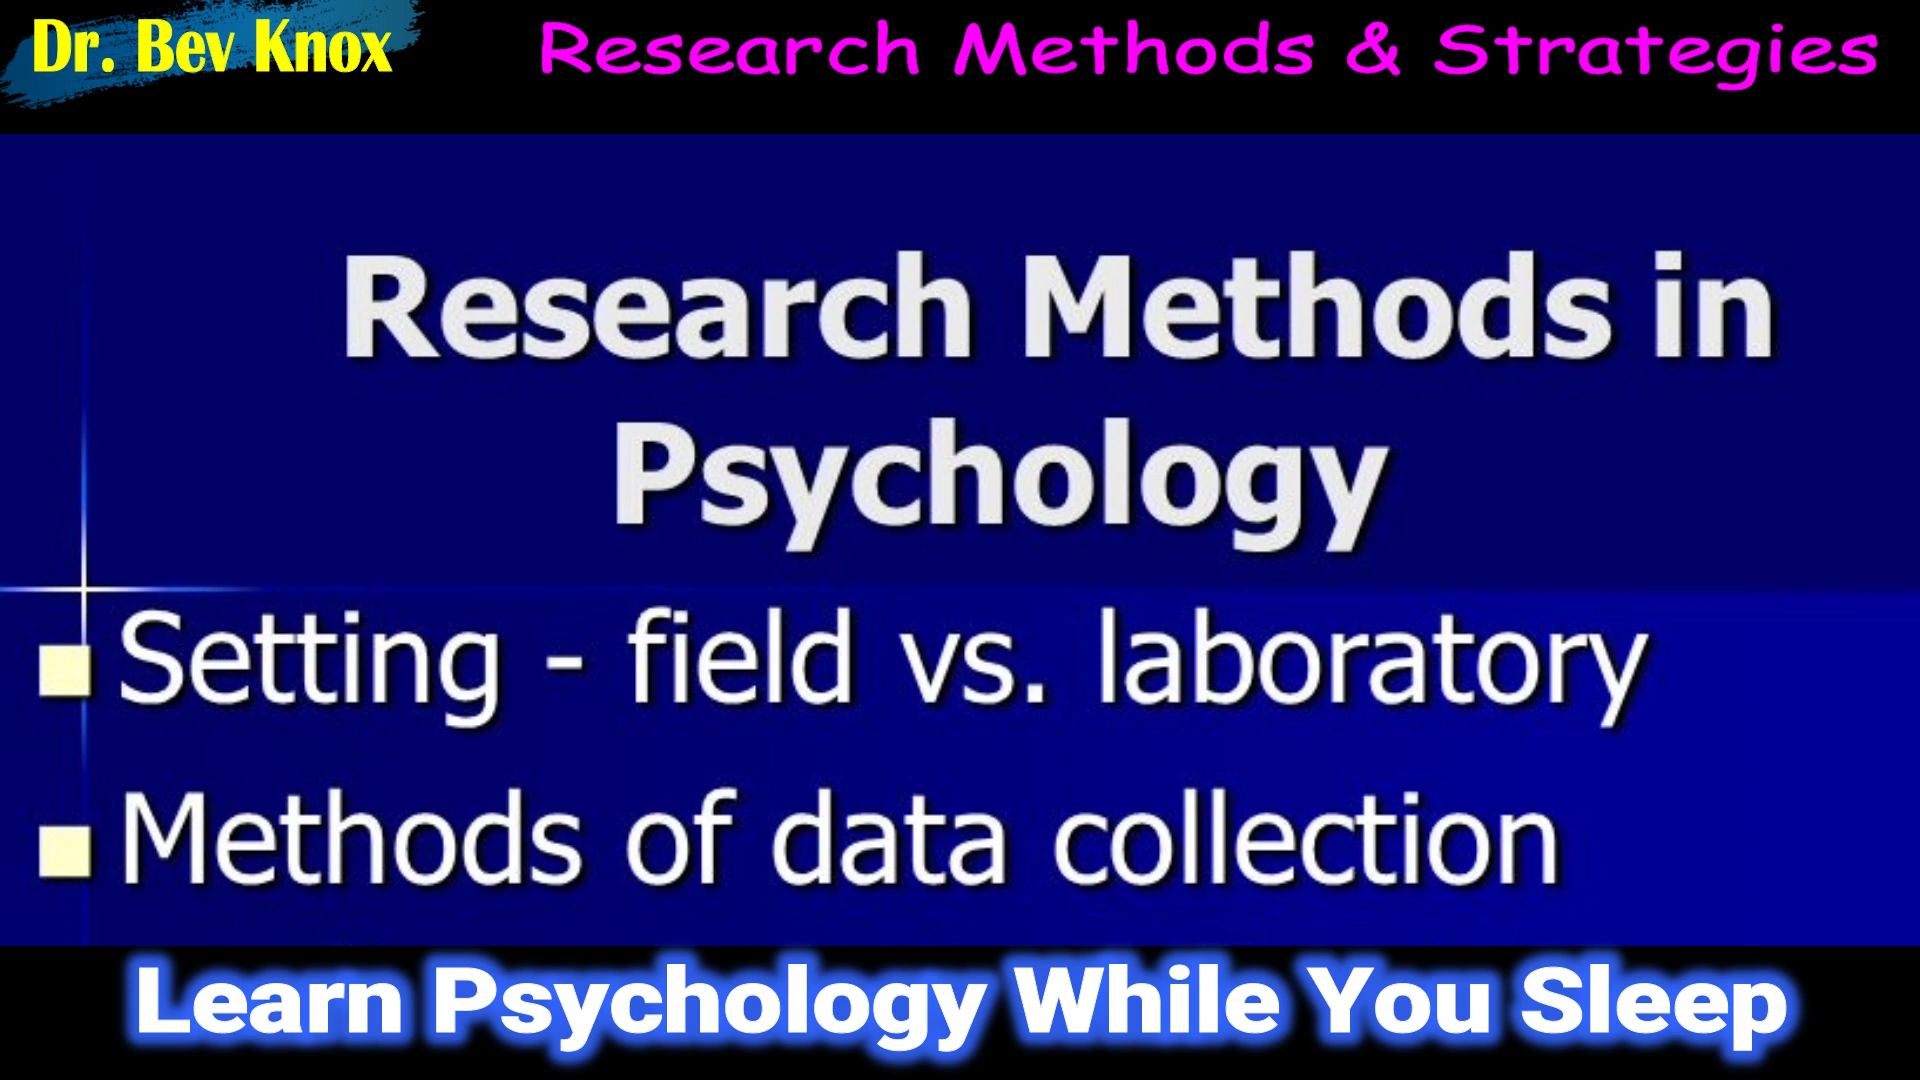 Dr. Bev Knox
Research Methods & Strategies
Research Methods in
Psychology
Setting - field vs. laboratory
Methods of data collection
Learn Psychology While You Sleep